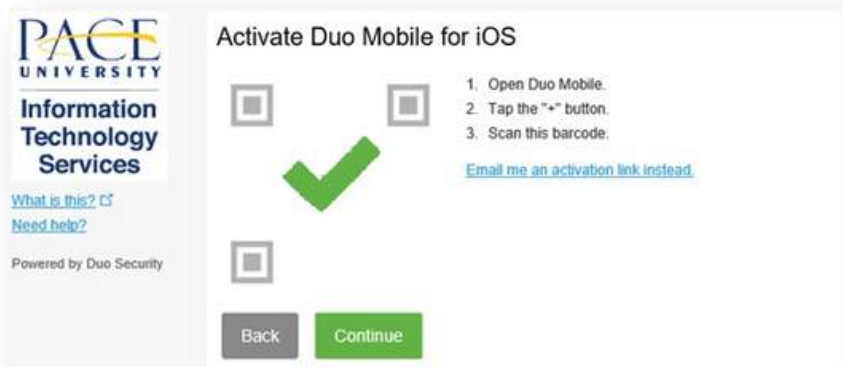 PACE
UNIVERSITY
Information
Technology
Services
What is this?
Need help?
Powered by Duo Security
Activate Duo Mobile for iOS
1. Open Duo Mobile.
2. Tap the "+" button.
3. Scan this barcode.
Email me an activation link instead.
Back
Continue